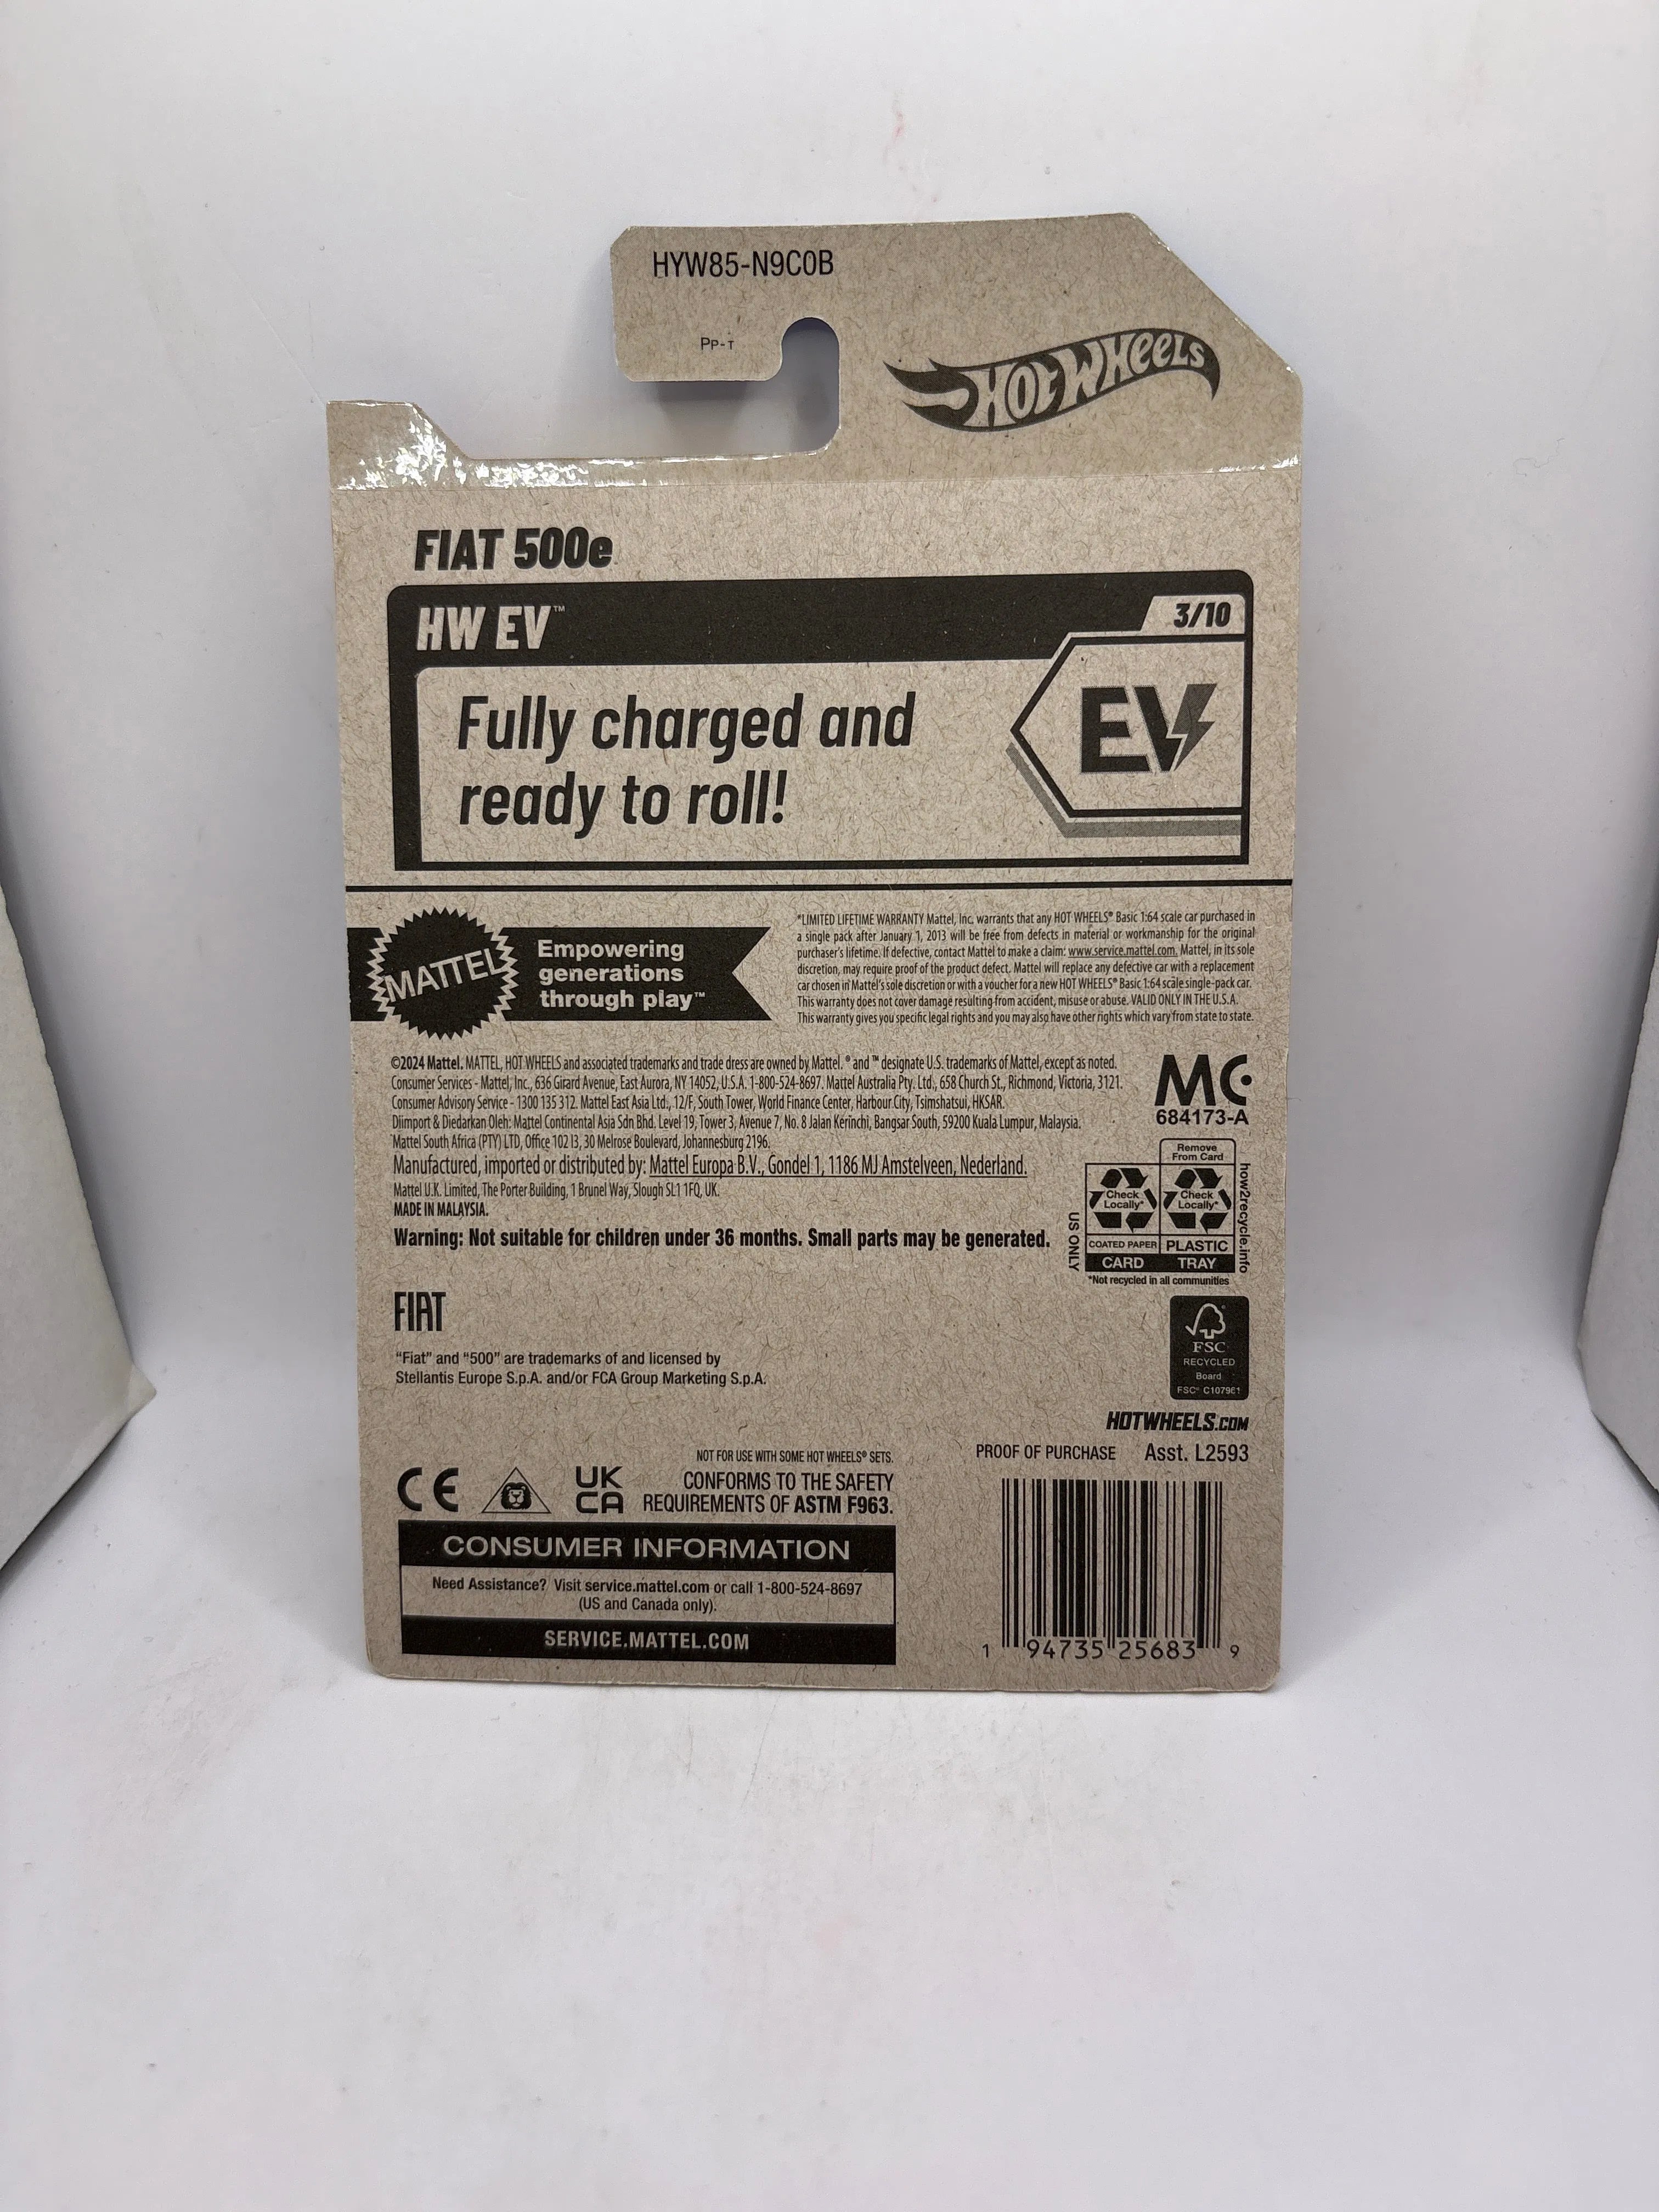 HYW85-N9C0B
Pp-T
Hot Wheels
FIAT 500e
HW EV™
3/10
Fully charged and
ready to roll!
EV
MATTEL
Empowering
generations
through play™
*LIMITED LIFETIME WARRANTY Mattel, Inc. warrants that any HOT WHEELS® Basic 1:64 scale car purchased in
a single pack after January 1, 2013 will be free from defects in material or workmanship for the original
purchaser's lifetime. If defective, contact Mattel to make a claim: www.service.mattel.com. Mattel, in its sole
discretion, may require proof of the product defect. Mattel will replace any defective car with a replacement
car chosen in Mattel's sole discretion or with a voucher for a new HOT WHEELS® Basic 1:64 scale single-pack car.
This warranty does not cover damage resulting from accident, misuse or abuse. VALID ONLY IN THE U.S.A.
This warranty gives you specific legal rights and you may also have other rights which vary from state to state.
©2024 Mattel. MATTEL, HOT WHEELS and associated trademarks and trade dress are owned by Mattel. ® and ™ designate U.S. trademarks of Mattel, except as noted.
Consumer Services - Mattel, Inc., 636 Girard Avenue, East Aurora, NY 14052, U.S.A. 1-800-524-8697. Mattel Australia Pty. Ltd., 658 Church St., Richmond, Victoria, 3121.
Consumer Advisory Service - 1300 135 312. Mattel East Asia Ltd., 12/F, South Tower, World Finance Center, Harbour City, Tsimshatsui, HKSAR.
Diimport & Diedarkan Oleh: Mattel Continental Asia Sdn Bhd. Level 19, Tower 3, Avenue 7, No. 8 Jalan Kerinchi, Bangsar South, 59200 Kuala Lumpur, Malaysia.
Mattel South Africa (PTY) LTD, Office 102 I3, 30 Melrose Boulevard, Johannesburg 2196.
Manufactured, imported or distributed by: Mattel Europa B.V., Gondel 1, 1186 MJ Amstelveen, Nederland.
Mattel U.K. Limited, The Porter Building, 1 Brunel Way, Slough SL1 1FQ, UK.
MADE IN MALAYSIA.
Warning: Not suitable for children under 36 months. Small parts may be generated.
MC
684173-A
Remove
From Card
Check
Locally*
Check
Locally*
COATED PAPER
PLASTIC
CARD
TRAY
US ONLY
how2recycle.info
*Not recycled in all communities
FIAT
"Fiat" and "500" are trademarks of and licensed by
Stellantis Europe S.p.A. and/or FCA Group Marketing S.p.A.
FSC
RECYCLED
Board
FSC® C107961
HOTWHEELS.COM
PROOF OF PURCHASE
Asst. L2593
CE
UK
CA
NOT FOR USE WITH SOME HOT WHEELS® SETS.
CONFORMS TO THE SAFETY
REQUIREMENTS OF ASTM F963.
CONSUMER INFORMATION
Need Assistance? Visit service.mattel.com or call 1-800-524-8697
(US and Canada only).
SERVICE.MATTEL.COM
1 94735 25683 9